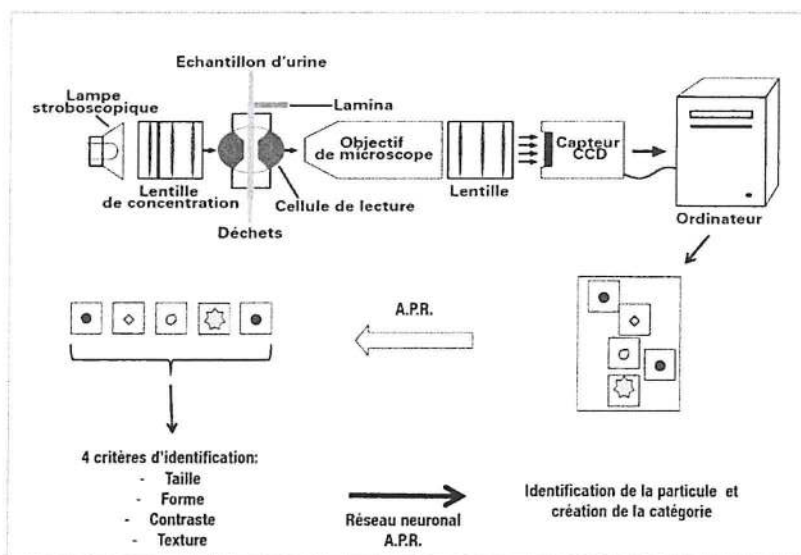 Echantillon d'urine
Lampe
stroboscopique
Lamina
Objectif
de microscope
Capteur
CCD
Lentille
de concentration
Cellule de lecture
Lentille
Déchets
Ordinateur
A.P.R.
4 critères d'identification:
- Taille
- Forme
- Contraste
- Texture
Réseau neuronal
A.P.R.
Identification de la particule et
création de la catégorie